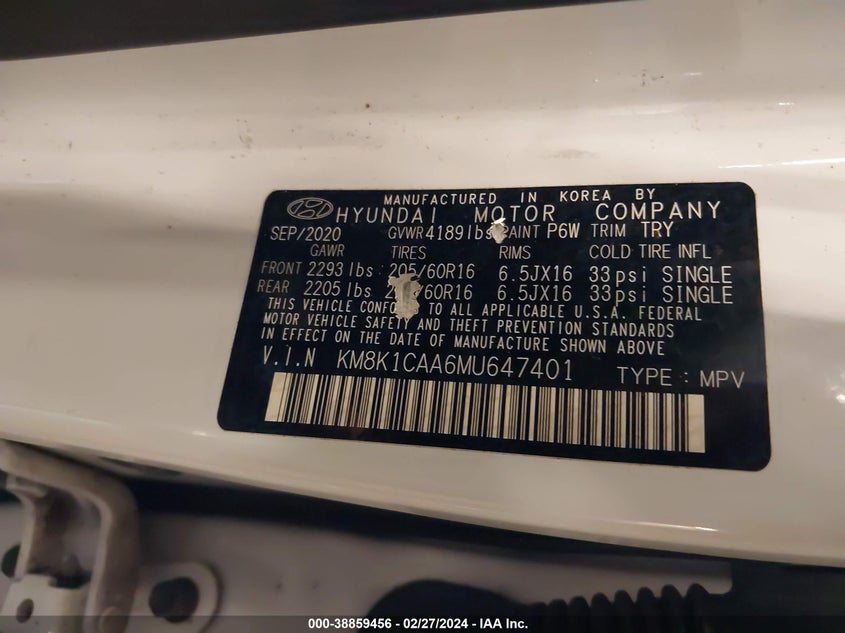 MANUFACTURED IN KOREA BY
HYUNDAI MOTOR COMPANY
SEP/2020 GVWR 4189lbs PAINT P6W TRIM TRY
GAWR TIRES RIMS COLD TIRE INFL
FRONT 2293 lbs 205/60R16 6.5JX16 33psi SINGLE
REAR 2205 lbs /60R16 6.5JX16 33psi SINGLE
THIS VEHICLE CONFORMS TO ALL APPLICABLE U.S.A. FEDERAL
MOTOR VEHICLE SAFETY AND THEFT PREVENTION STANDARDS
IN EFFECT ON THE DATE OF MANUFACTURE SHOWN ABOVE
V.I.N KM8K1CAA6MU647401 TYPE : MPV
000-38859456 - 02/27/2024 - IAA Inc.